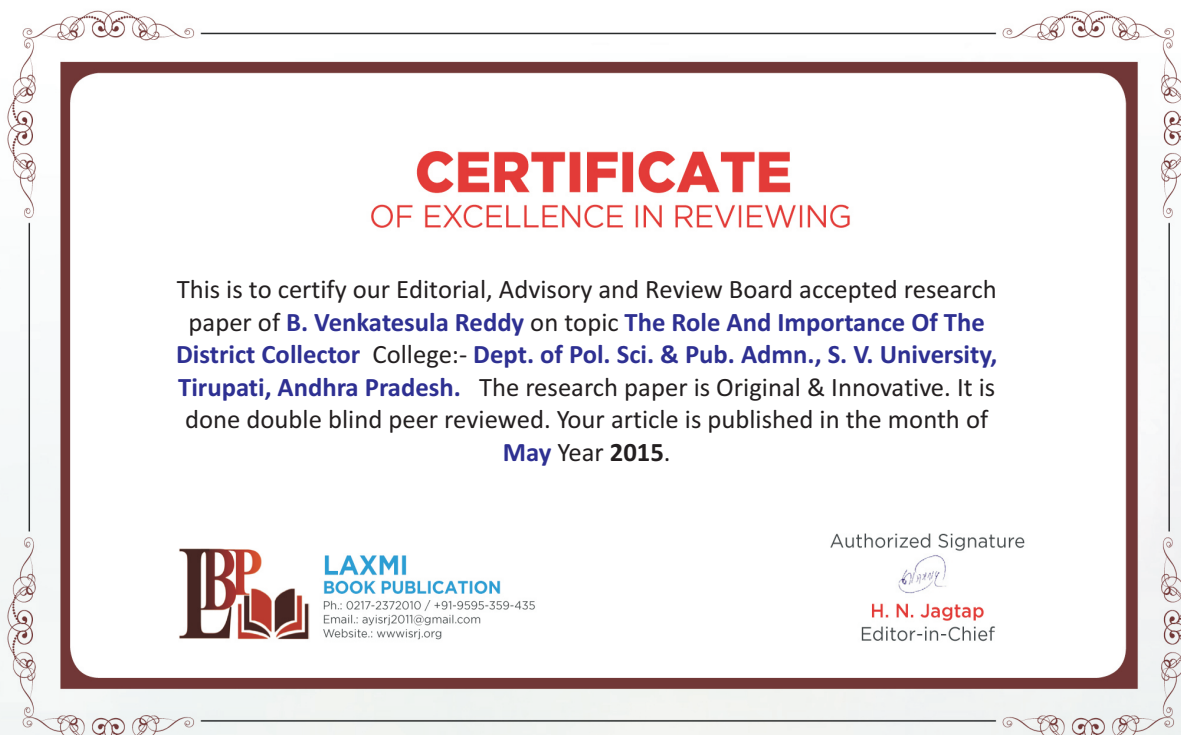 CERTIFICATE
OF EXCELLENCE IN REVIEWING
This is to certify our Editorial, Advisory and Review Board accepted research
paper of B. Venkatesula Reddy on topic The Role And Importance Of The
District Collector College:- Dept. of Pol. Sci. & Pub. Admn., S. V. University,
Tirupati, Andhra Pradesh. The research paper is Original & Innovative. It is
done double blind peer reviewed. Your article is published in the month of
May Year 2015.
LBP
LAXMI
BOOK PUBLICATION
Ph.: 0217-2372010 / +91-9595-359-435
Email.: ayisrj2011@gmail.com
Website.: wwwisrj.org
Authorized Signature
H. N. Jagtap
Editor-in-Chief